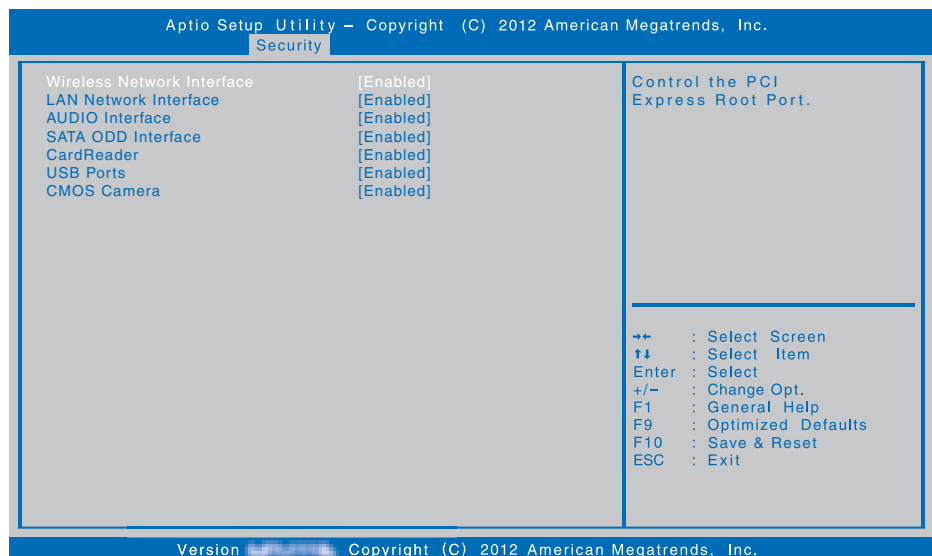 Aptio Setup Utility – Copyright (C) 2012 American Megatrends, Inc.
Security
Wireless Network Interface [Enabled]
LAN Network Interface [Enabled]
AUDIO Interface [Enabled]
SATA ODD Interface [Enabled]
CardReader [Enabled]
USB Ports [Enabled]
CMOS Camera [Enabled]
Control the PCI
Express Root Port.
→← : Select Screen
↑↓ : Select Item
Enter : Select
+/– : Change Opt.
F1 : General Help
F9 : Optimized Defaults
F10 : Save & Reset
ESC : Exit
Version Copyright (C) 2012 American Megatrends, Inc.